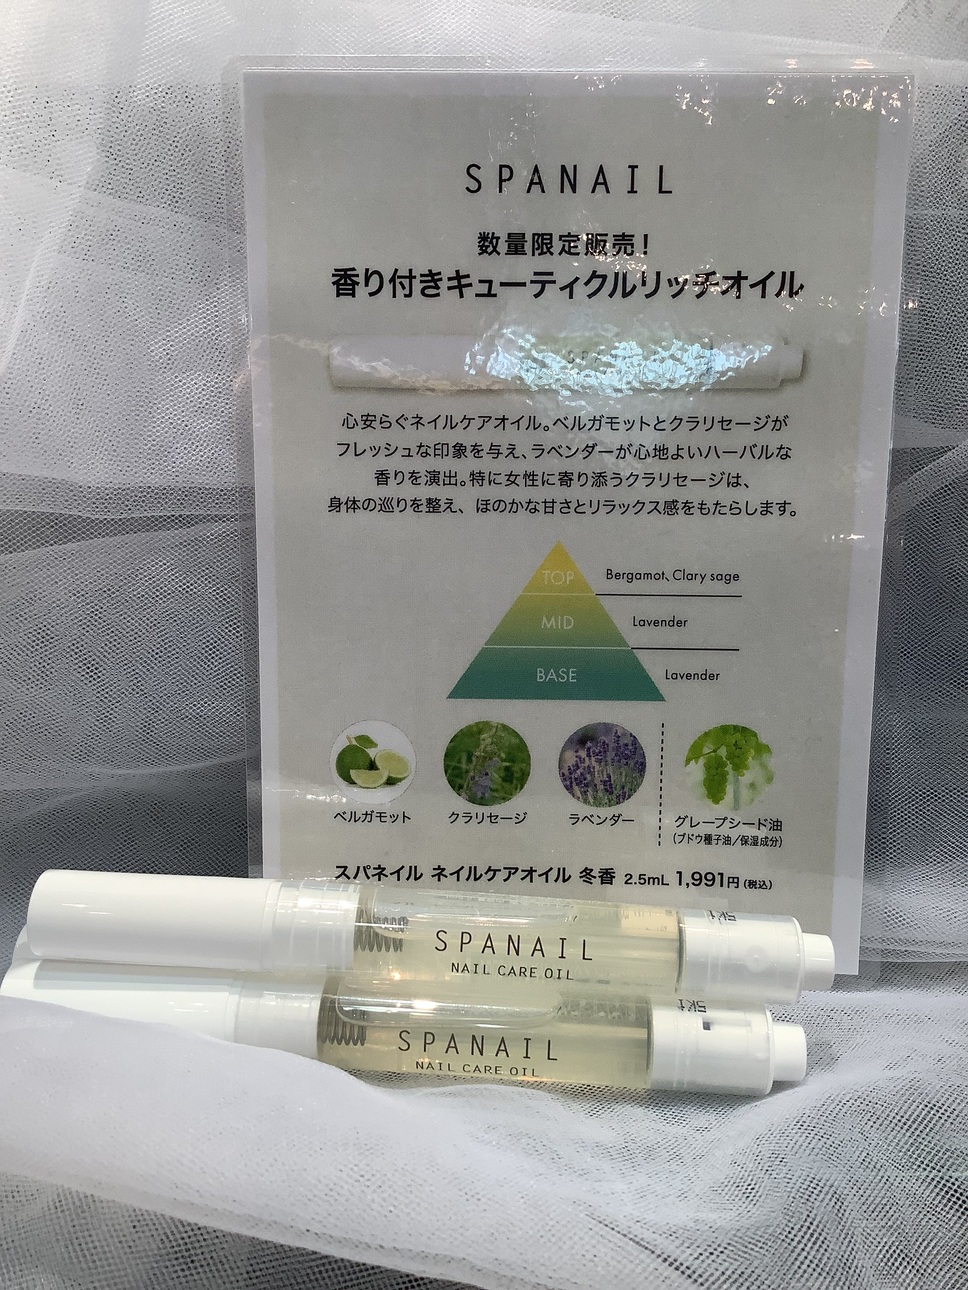 SPANAIL
数量限定販売！
香り付きキューティクルリッチオイル
心安らぐネイルケアオイル。ベルガモットとクラリセージが
フレッシュな印象を与え、ラベンダーが心地よいハーバルな
香りを演出。特に女性に寄り添うクラリセージは、
身体の巡りを整え、ほのかな甘さとリラックス感をもたらします。
TOP Bergamot、Clary sage
MID Lavender
BASE Lavender
ベルガモット クラリセージ ラベンダー グレープシード油
(ブドウ種子油／保湿成分)
スパネイル ネイルケアオイル 冬香 2.5mL 1,991円(税込)
SPANAIL
NAIL CARE OIL
SPANAIL
NAIL CARE OIL